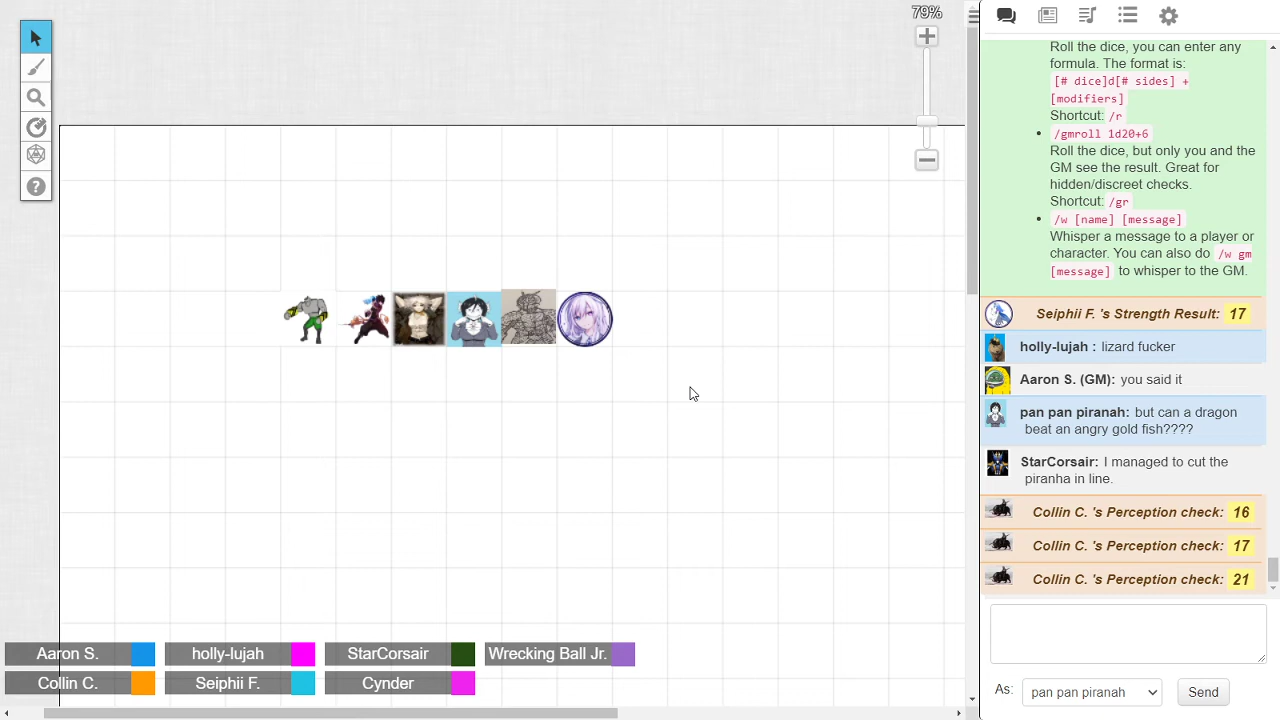 79%
Roll the dice, you can enter any
formula. The format is:
[# dice]d[# sides] +
[modifiers]
Shortcut: /r
/gmroll 1d20+6
Roll the dice, but only you and the
GM see the result. Great for
hidden/discreet checks.
Shortcut: /gr
/w [name] [message]
Whisper a message to a player or
character. You can also do /w gm
[message] to whisper to the GM.
Seiphii F. 's Strength Result: 17
holly-lujah : lizard fucker
Aaron S. (GM): you said it
pan pan piranah: but can a dragon
beat an angry gold fish????
StarCorsair: I managed to cut the
piranha in line.
Collin C. 's Perception check: 16
Collin C. 's Perception check: 17
Collin C. 's Perception check: 21
As: pan pan piranah Send
Aaron S. holly-lujah StarCorsair Wrecking Ball Jr.
Collin C. Seiphii F. Cynder